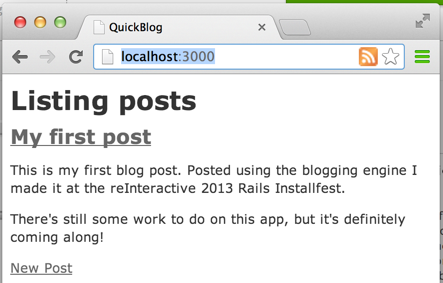 QuickBlog
localhost:3000
Listing posts
My first post
This is my first blog post. Posted using the blogging engine I
made it at the reInteractive 2013 Rails Installfest.
There's still some work to do on this app, but it's definitely
coming along!
New Post